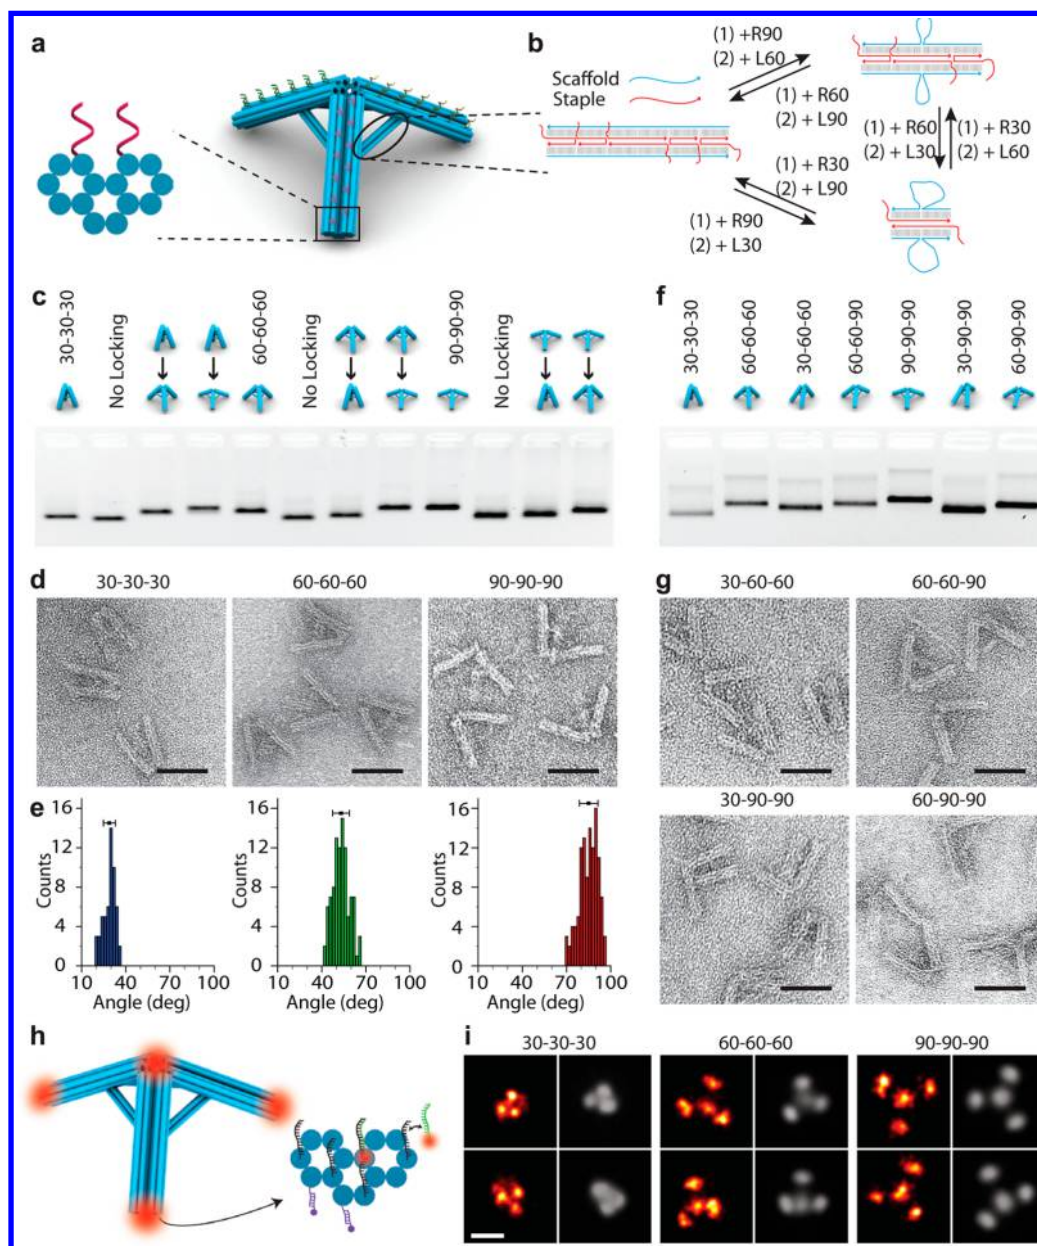 a
b
Scaffold
Staple
(1) +R90
(2) + L60
(1) + R60
(2) + L90
(1) + R60
(2) + L30
(1) + R30
(2) + L60
(1) + R30
(2) + L90
(1) + R90
(2) + L30
c
30-30-30
No Locking
60-60-60
No Locking
90-90-90
No Locking
f
30-30-30
60-60-60
30-60-60
60-60-90
90-90-90
30-90-90
60-90-90
d
30-30-30
60-60-60
90-90-90
g
30-60-60
60-60-90
30-90-90
60-90-90
e
Counts
16
12
8
4
0
10 40 70 100
Angle (deg)
Counts
16
12
8
4
0
10 40 70 100
Angle (deg)
Counts
16
12
8
4
0
10 40 70 100
Angle (deg)
h
i
30-30-30
60-60-60
90-90-90